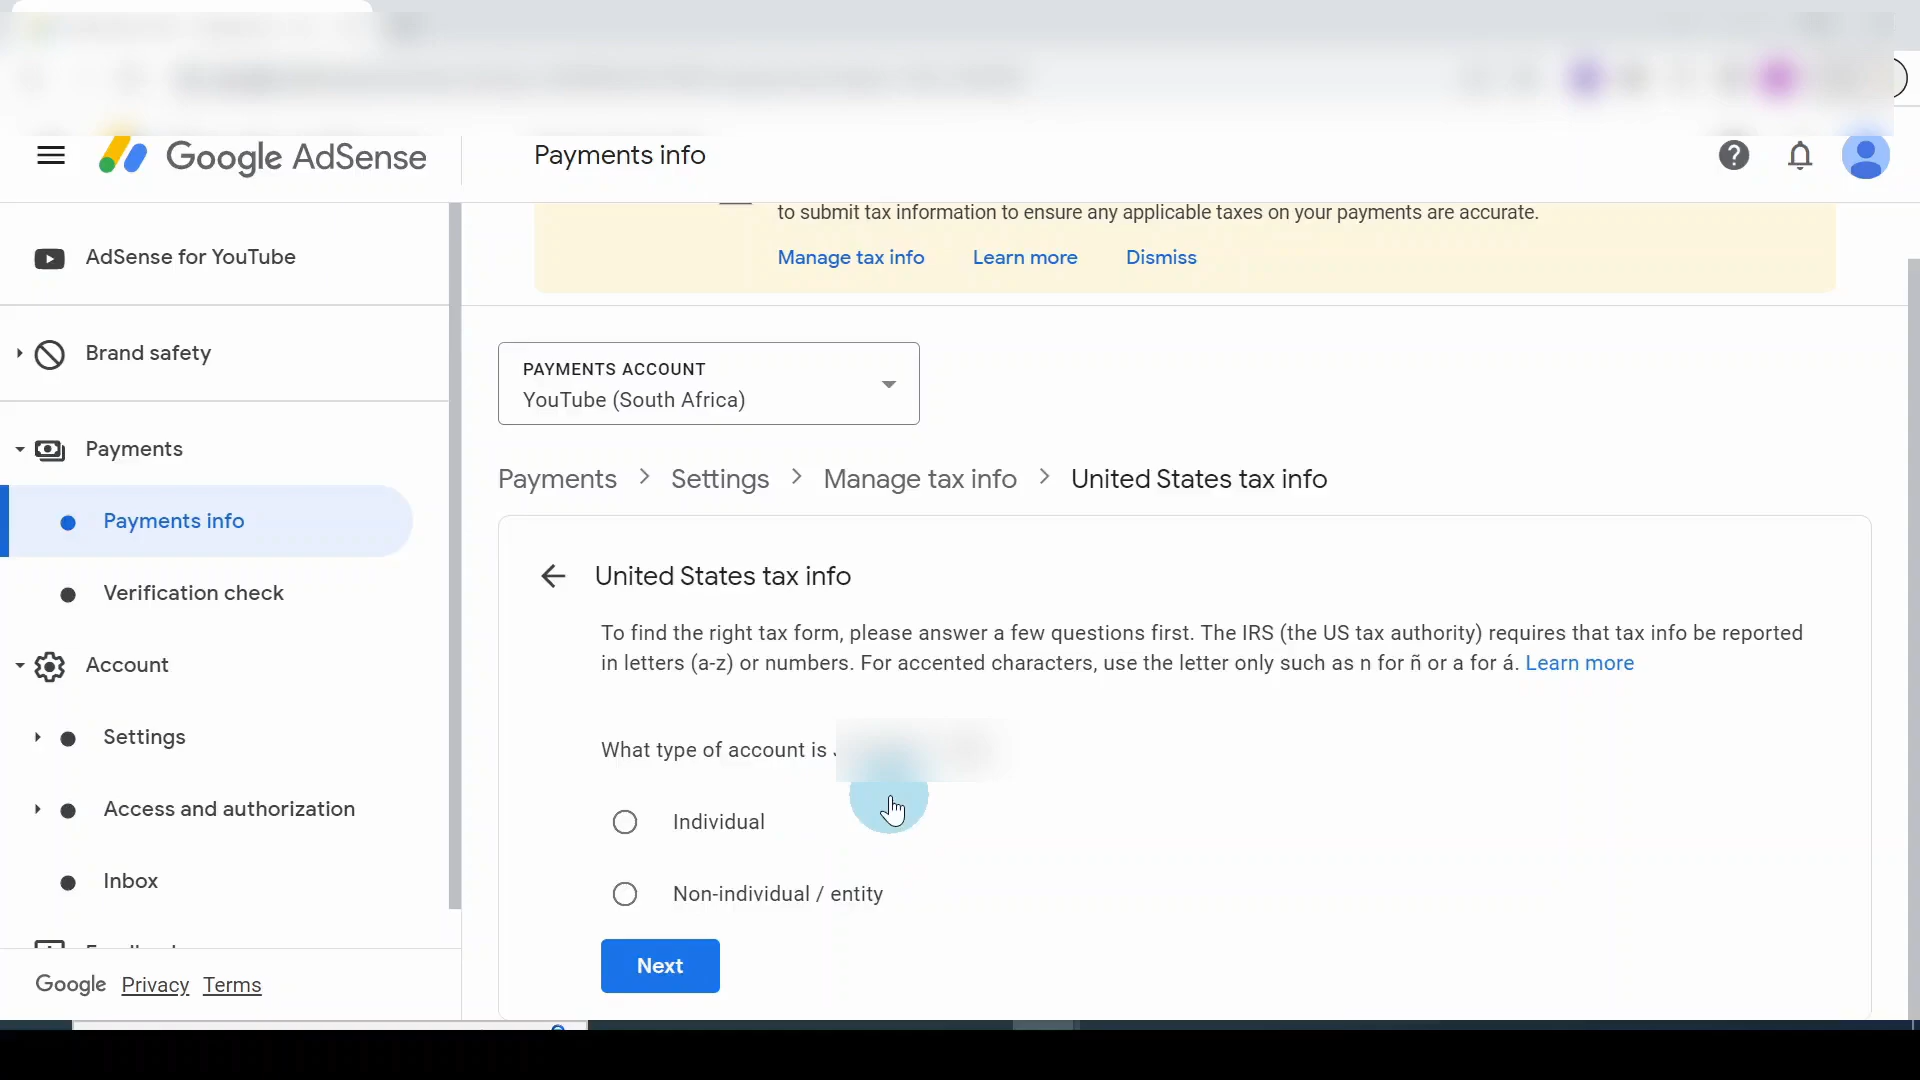 Google AdSense
Payments info
to submit tax information to ensure any applicable taxes on your payments are accurate.
Manage tax info Learn more Dismiss
AdSense for YouTube
Brand safety
Payments
Payments info
Verification check
Account
Settings
Access and authorization
Inbox
Google Privacy Terms
PAYMENTS ACCOUNT
YouTube (South Africa)
Payments > Settings > Manage tax info > United States tax info
United States tax info
To find the right tax form, please answer a few questions first. The IRS (the US tax authority) requires that tax info be reported
in letters (a-z) or numbers. For accented characters, use the letter only such as n for ñ or a for á. Learn more
What type of account is
Individual
Non-individual / entity
Next